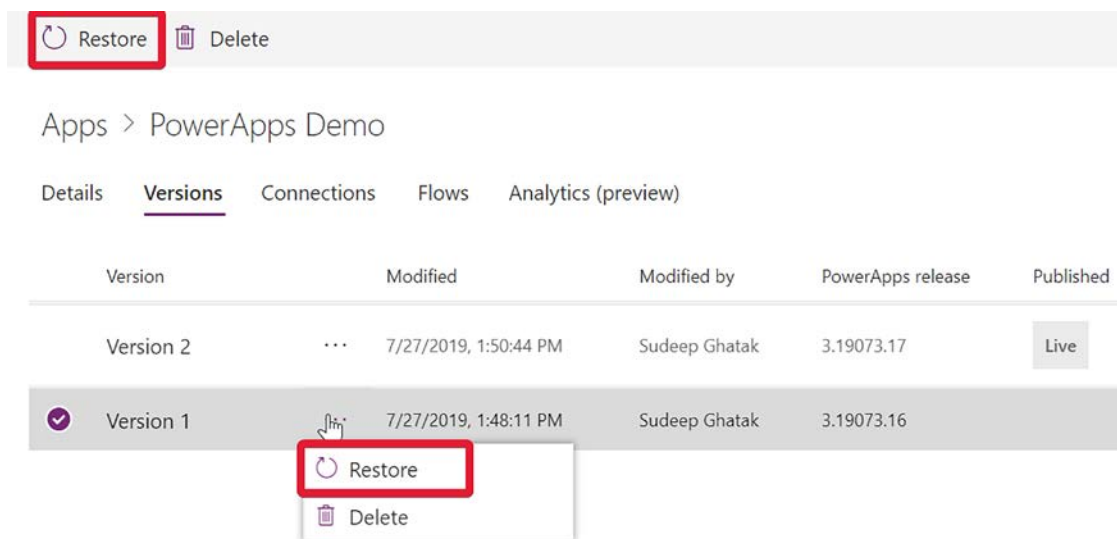 Restore Delete
Apps > PowerApps Demo
Details Versions Connections Flows Analytics (preview)
Version Modified Modified by PowerApps release Published
Version 2 ... 7/27/2019, 1:50:44 PM Sudeep Ghatak 3.19073.17 Live
Version 1 7/27/2019, 1:48:11 PM Sudeep Ghatak 3.19073.16
Restore
Delete